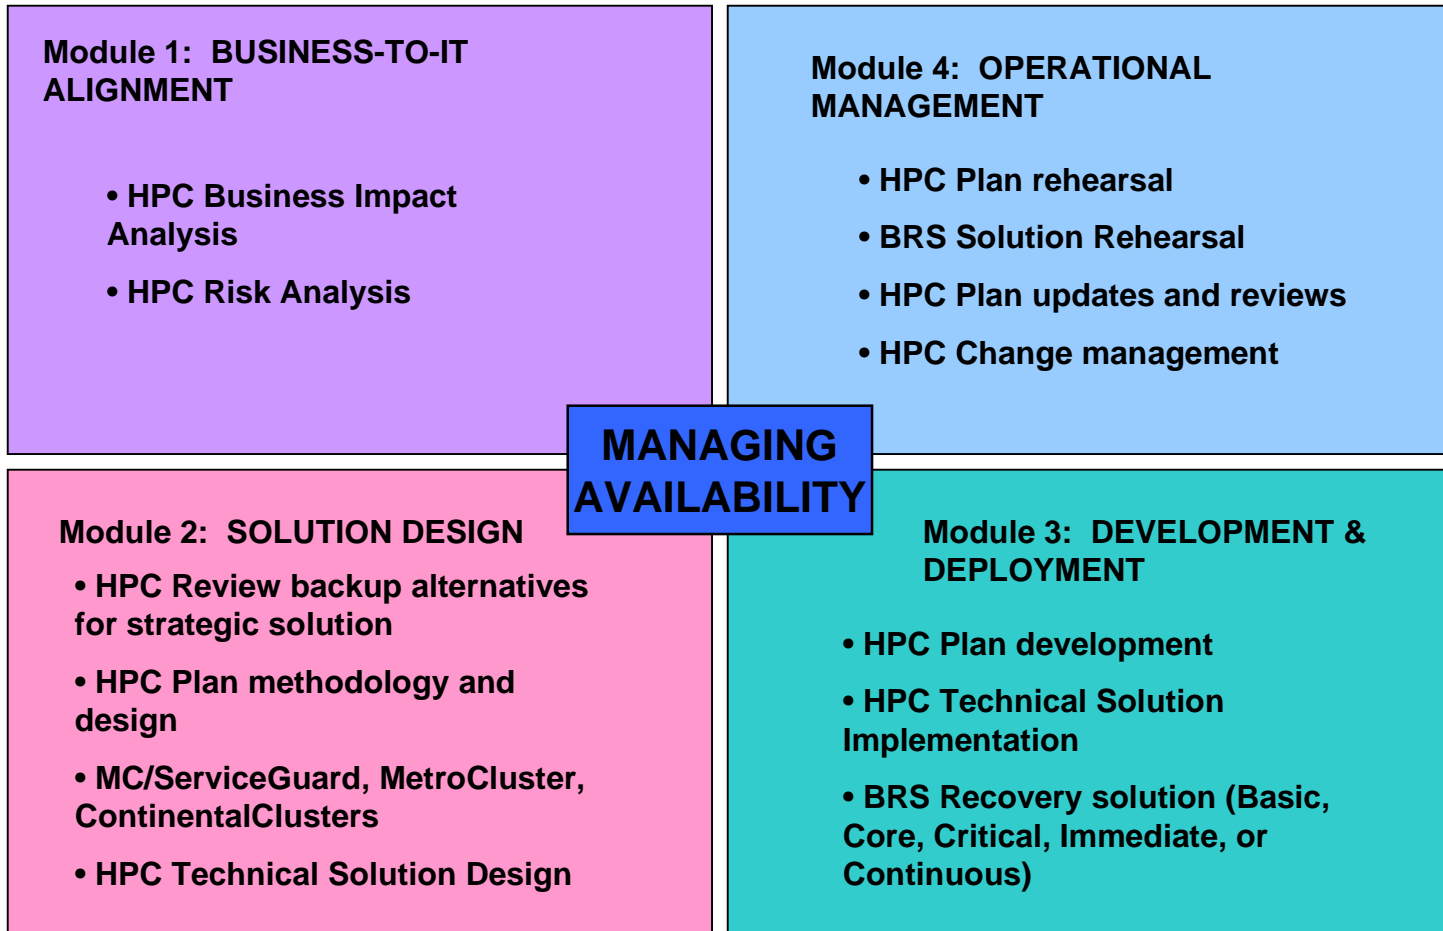 Module 1:  BUSINESS-TO-IT
ALIGNMENT
• HPC Business Impact
Analysis
• HPC Risk Analysis
Module 4:  OPERATIONAL
MANAGEMENT
• HPC Plan rehearsal
• BRS Solution Rehearsal
• HPC Plan updates and reviews
• HPC Change management
MANAGING
AVAILABILITY
Module 2:  SOLUTION DESIGN
• HPC Review backup alternatives
for strategic solution
• HPC Plan methodology and
design
• MC/ServiceGuard, MetroCluster,
ContinentalClusters
• HPC Technical Solution Design
Module 3:  DEVELOPMENT &
DEPLOYMENT
• HPC Plan development
• HPC Technical Solution
Implementation
• BRS Recovery solution (Basic,
Core, Critical, Immediate, or
Continuous)